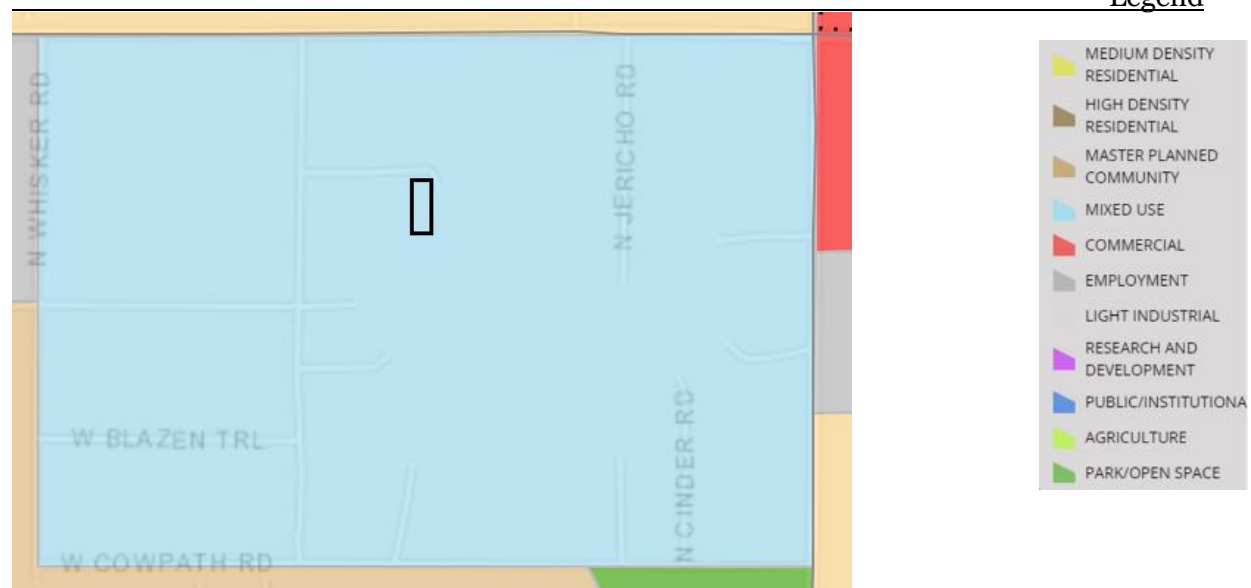 Legend
N WHISKER RD
N JERICHO RD
W BLAZEN TRL
N CINDER RD
W COWPATH RD
MEDIUM DENSITY
RESIDENTIAL
HIGH DENSITY
RESIDENTIAL
MASTER PLANNED
COMMUNITY
MIXED USE
COMMERCIAL
EMPLOYMENT
LIGHT INDUSTRIAL
RESEARCH AND
DEVELOPMENT
PUBLIC/INSTITUTIONA
AGRICULTURE
PARK/OPEN SPACE